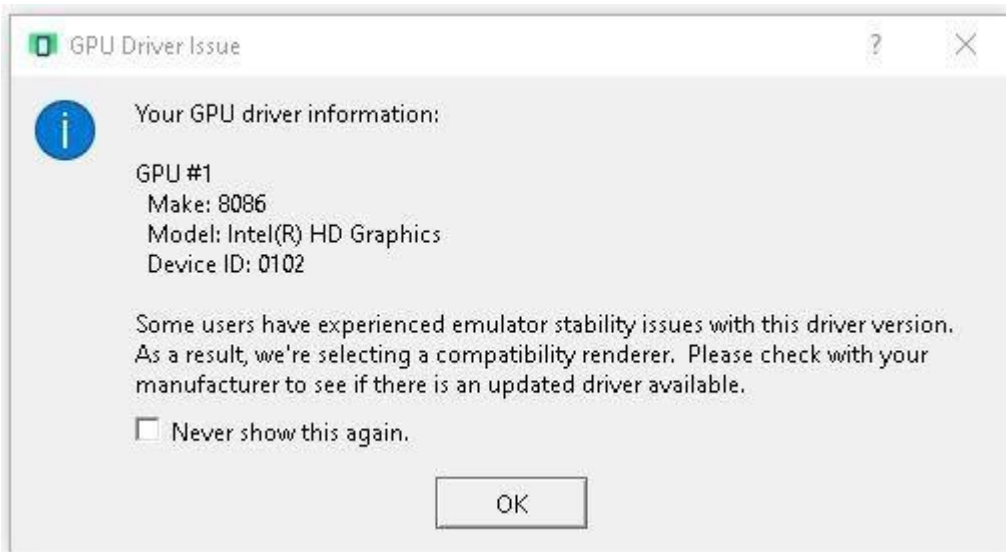 GPU Driver Issue
Your GPU driver information:
GPU #1
Make: 8086
Model: Intel(R) HD Graphics
Device ID: 0102
Some users have experienced emulator stability issues with this driver version.
As a result, we're selecting a compatibility renderer.  Please check with your
manufacturer to see if there is an updated driver available.
Never show this again.
OK